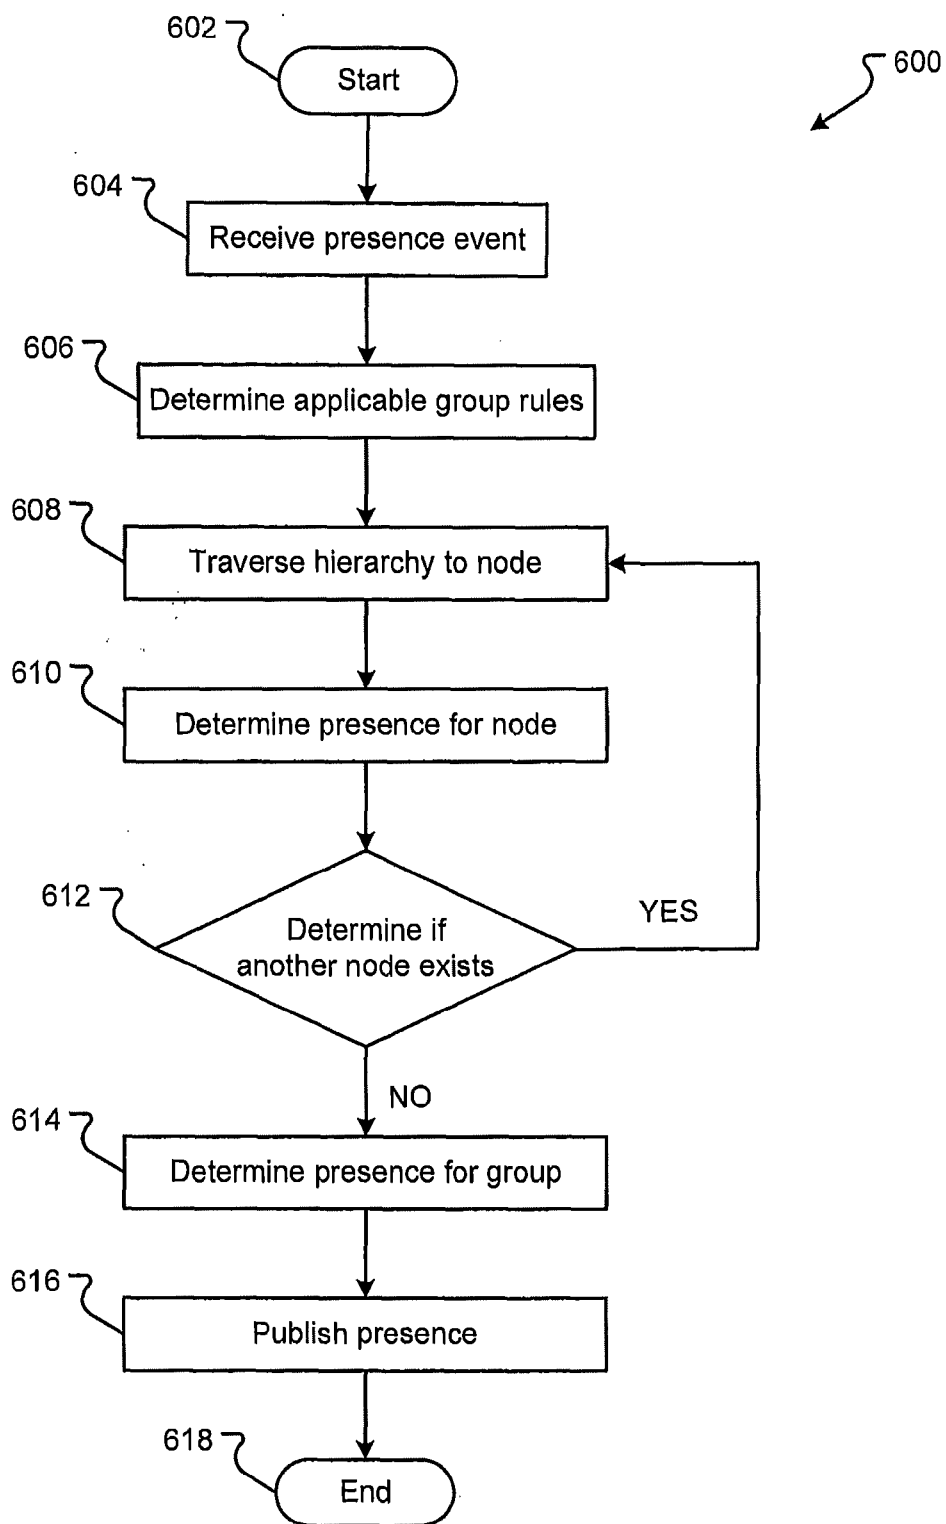 602
Start
600
604
Receive presence event
606
Determine applicable group rules
608
Traverse hierarchy to node
610
Determine presence for node
612
Determine if
another node exists
YES
NO
614
Determine presence for group
616
Publish presence
618
End